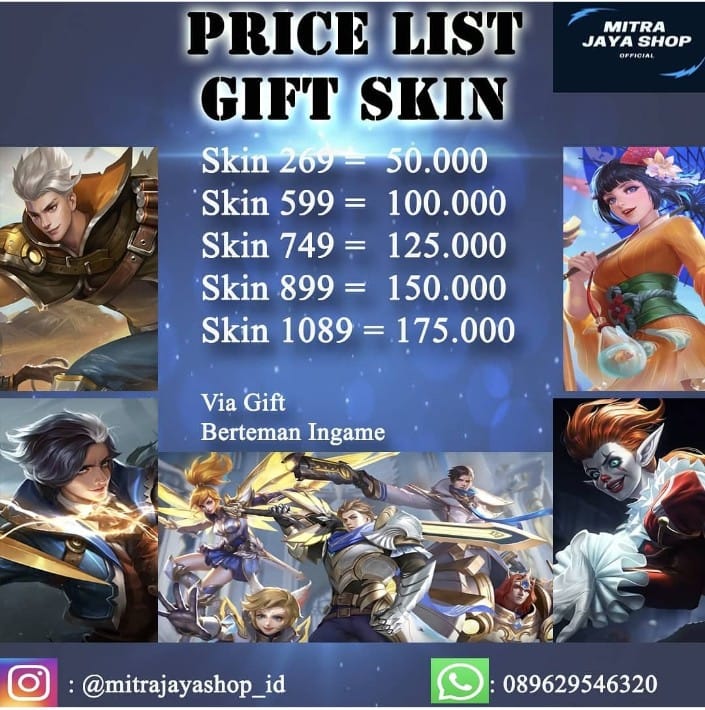 PRICE LIST
GIFT SKIN
MITRA
JAYA SHOP
OFFICIAL
Skin 269 = 50.000
Skin 599 = 100.000
Skin 749 = 125.000
Skin 899 = 150.000
Skin 1089 = 175.000
Via Gift
Berteman Ingame
: @mitrajayashop_id
: 089629546320